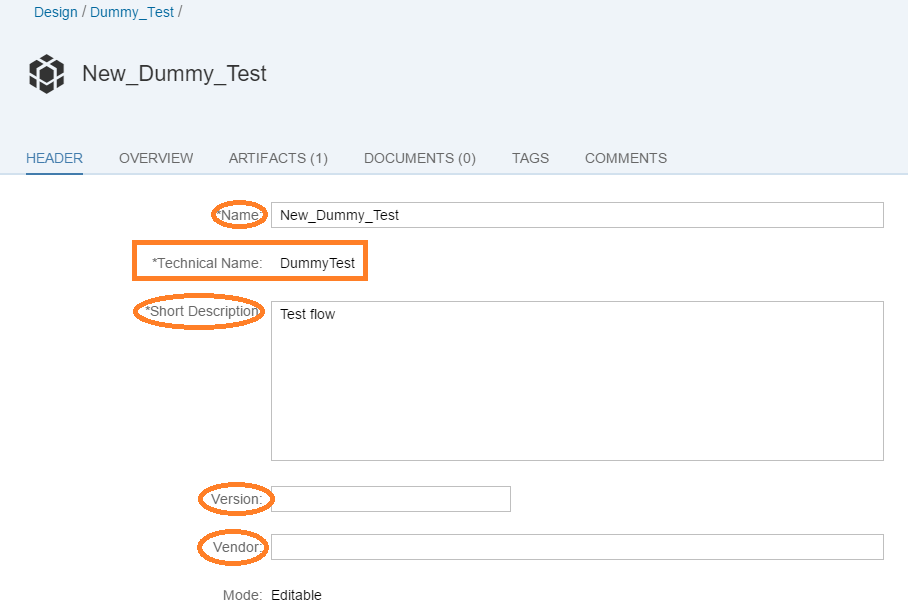 Design / Dummy_Test /
New_Dummy_Test
HEADER OVERVIEW ARTIFACTS (1) DOCUMENTS (0) TAGS COMMENTS
*Name: New_Dummy_Test
*Technical Name: DummyTest
*Short Description Test flow
Version:
Vendor:
Mode: Editable